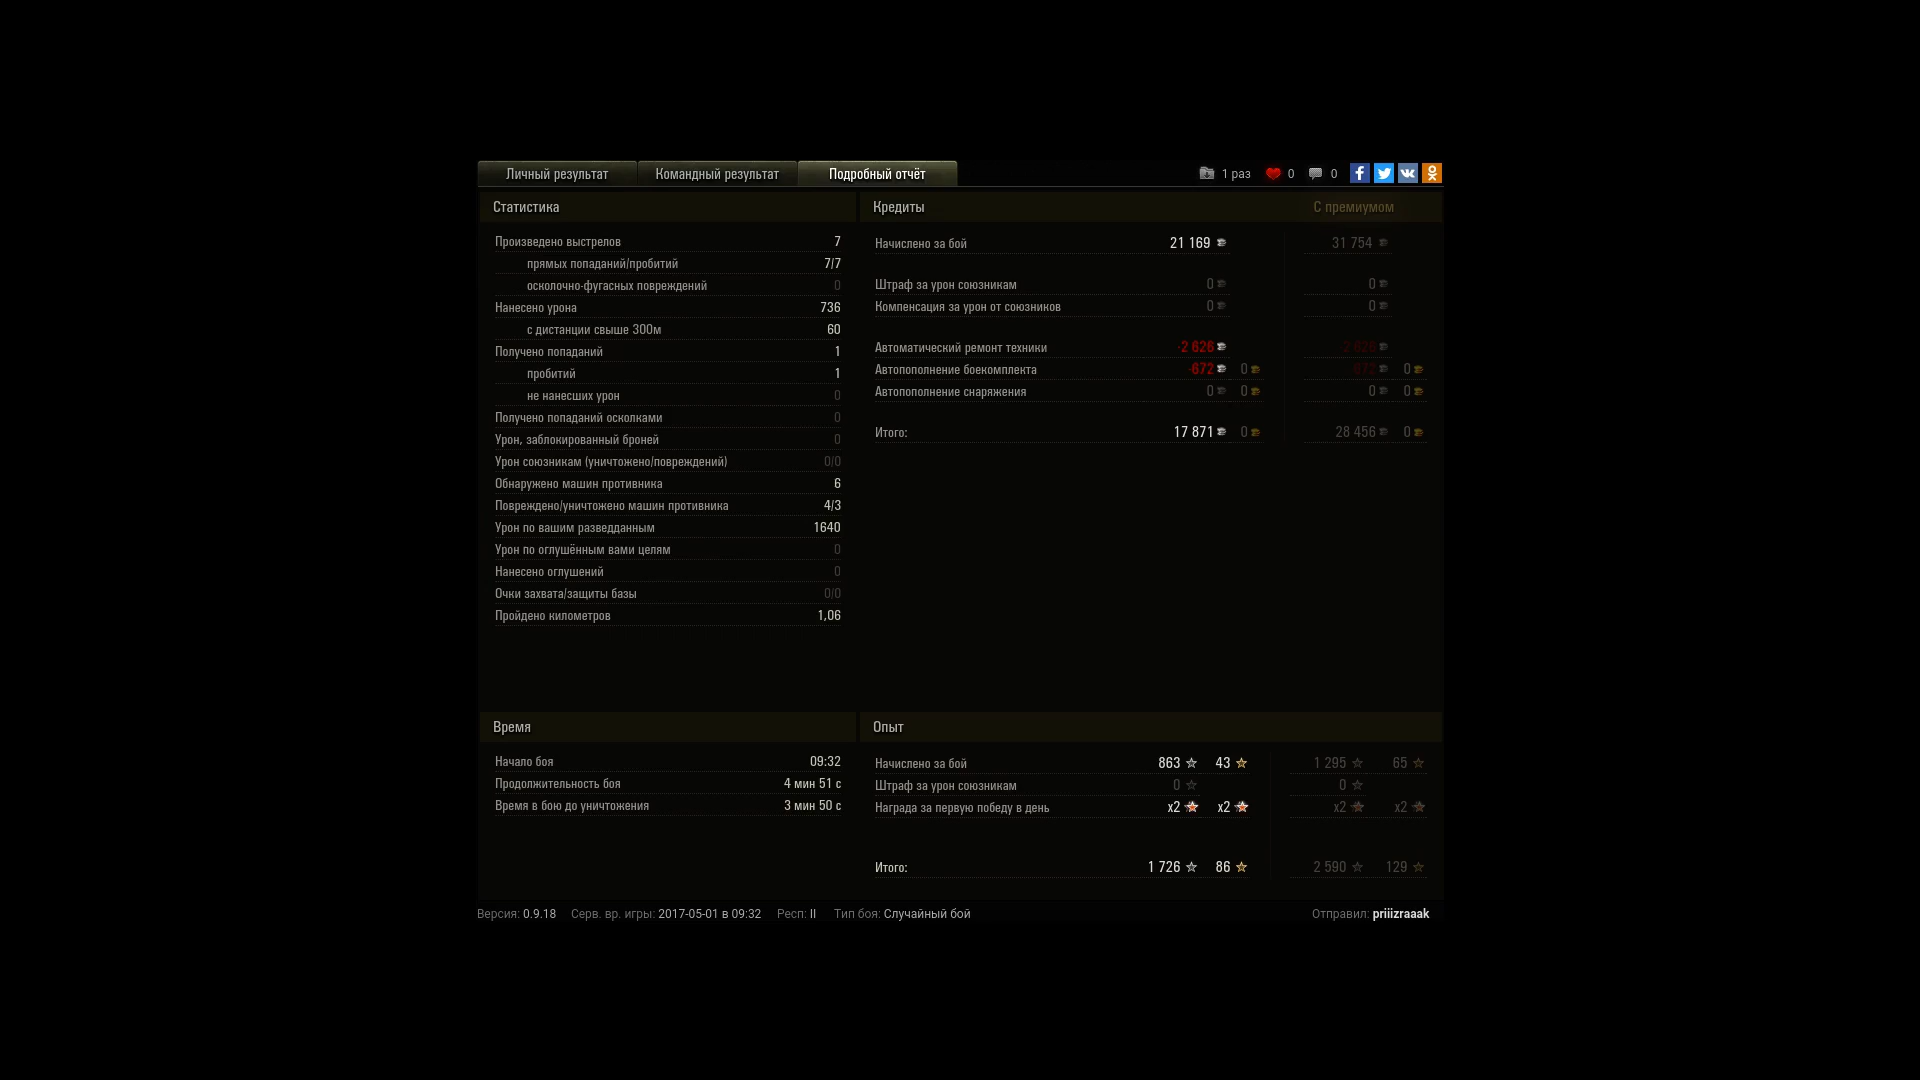 Личный результат Командный результат Подробный отчёт 1 раз 0 0
Статистика
Произведено выстрелов 7
прямых попаданий/пробитий 7/7
осколочно-фугасных повреждений 0
Нанесено урона 736
с дистанции свыше 300м 60
Получено попаданий 1
пробитий 1
не нанесших урон 0
Получено попаданий осколками 0
Урон, заблокированный броней 0
Урон союзникам (уничтожено/повреждений) 0/0
Обнаружено машин противника 6
Повреждено/уничтожено машин противника 4/3
Урон по вашим разведданным 1640
Урон по оглушённым вами целям 0
Нанесено оглушений 0
Очки захвата/защиты базы 0/0
Пройдено километров 1,06
Кредиты С премиумом
Начислено за бой 21 169 31 754
Штраф за урон союзникам 0 0
Компенсация за урон от союзников 0 0
Автоматический ремонт техники -2 626 -2 626
Автопополнение боекомплекта -672 0 -672 0
Автопополнение снаряжения 0 0 0 0
Итого: 17 871 0 28 456 0
Время
Начало боя 09:32
Продолжительность боя 4 мин 51 с
Время в бою до уничтожения 3 мин 50 с
Опыт
Начислено за бой 863 43 1 295 65
Штраф за урон союзникам 0 0
Награда за первую победу в день x2 x2 x2 x2
Итого: 1 726 86 2 590 129
Версия: 0.9.18 Серв. вр. игры: 2017-05-01 в 09:32 Респ: II Тип боя: Случайный бой Отправил: priiizraaak